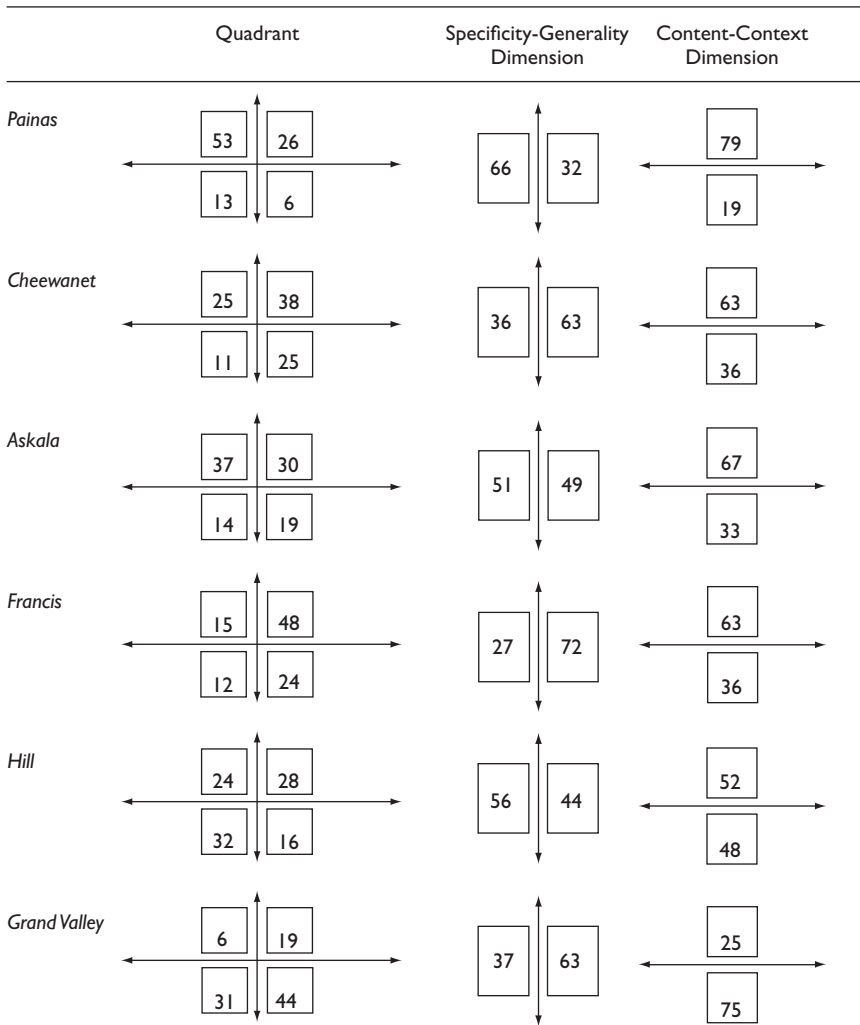 Quadrant Specificity-Generality Content-Context
Dimension Dimension
Painas
53 26 79
66 32
13 6 19
Cheewanet
25 38 63
36 63
11 25 36
Askala
37 30 67
51 49
14 19 33
Francis
15 48 63
27 72
12 24 36
Hill
24 28 52
56 44
32 16 48
Grand Valley
6 19 25
37 63
31 44 75